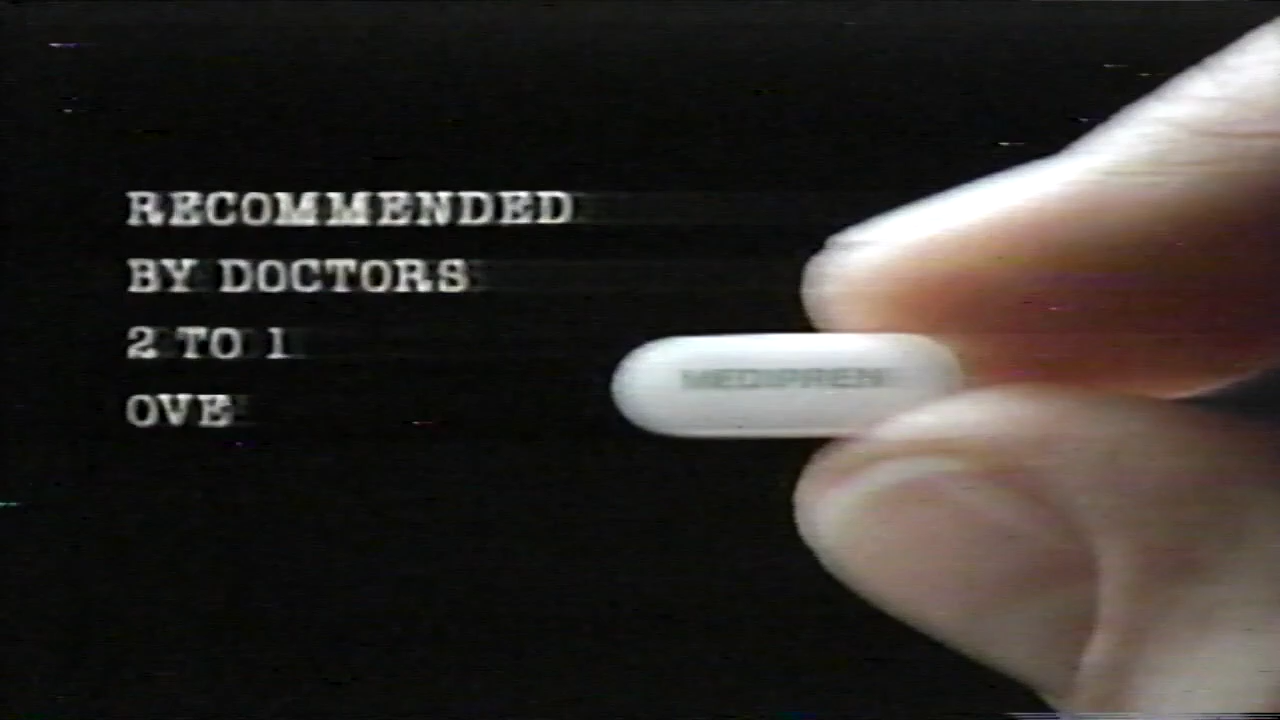 RECOMMENDED
BY DOCTORS
2 TO 1
OVE
MEDIPREN